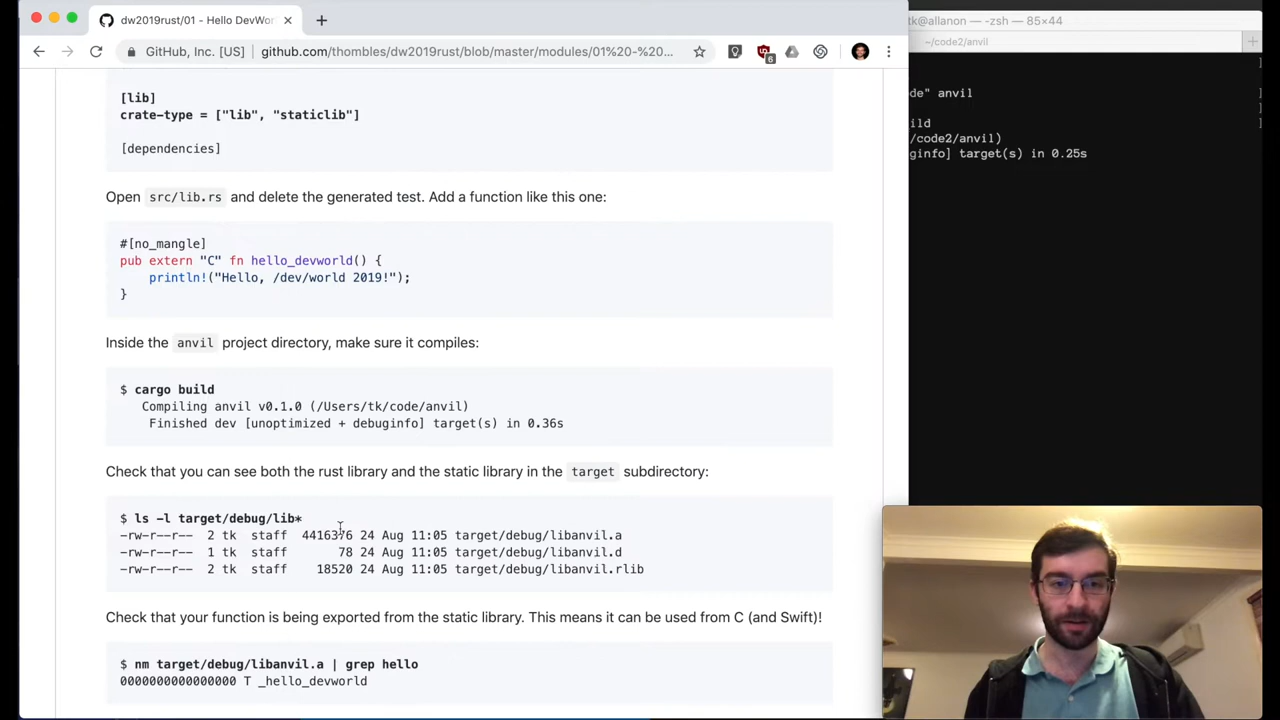 dw2019rust/01 - Hello DevWor
GitHub, Inc. [US]
github.com/thombles/dw2019rust/blob/master/modules/01%20-%20...
6
[lib]
crate-type = ["lib", "staticlib"]
[dependencies]
Open src/lib.rs and delete the generated test. Add a function like this one:
#[no_mangle]
pub extern "C" fn hello_devworld() {
println!("Hello, /dev/world 2019!");
}
Inside the anvil project directory, make sure it compiles:
$ cargo build
Compiling anvil v0.1.0 (/Users/tk/code/anvil)
Finished dev [unoptimized + debuginfo] target(s) in 0.36s
Check that you can see both the rust library and the static library in the target subdirectory:
$ ls -l target/debug/lib*
-rw-r--r-- 2 tk staff 4416376 24 Aug 11:05 target/debug/libanvil.a
-rw-r--r-- 1 tk staff 78 24 Aug 11:05 target/debug/libanvil.d
-rw-r--r-- 2 tk staff 18520 24 Aug 11:05 target/debug/libanvil.rlib
Check that your function is being exported from the static library. This means it can be used from C (and Swift)!
$ nm target/debug/libanvil.a | grep hello
0000000000000000 T _hello_devworld
tk@allanon — -zsh — 85×44
~/code2/anvil
de" anvil
ild
/code2/anvil)
ginfo] target(s) in 0.25s